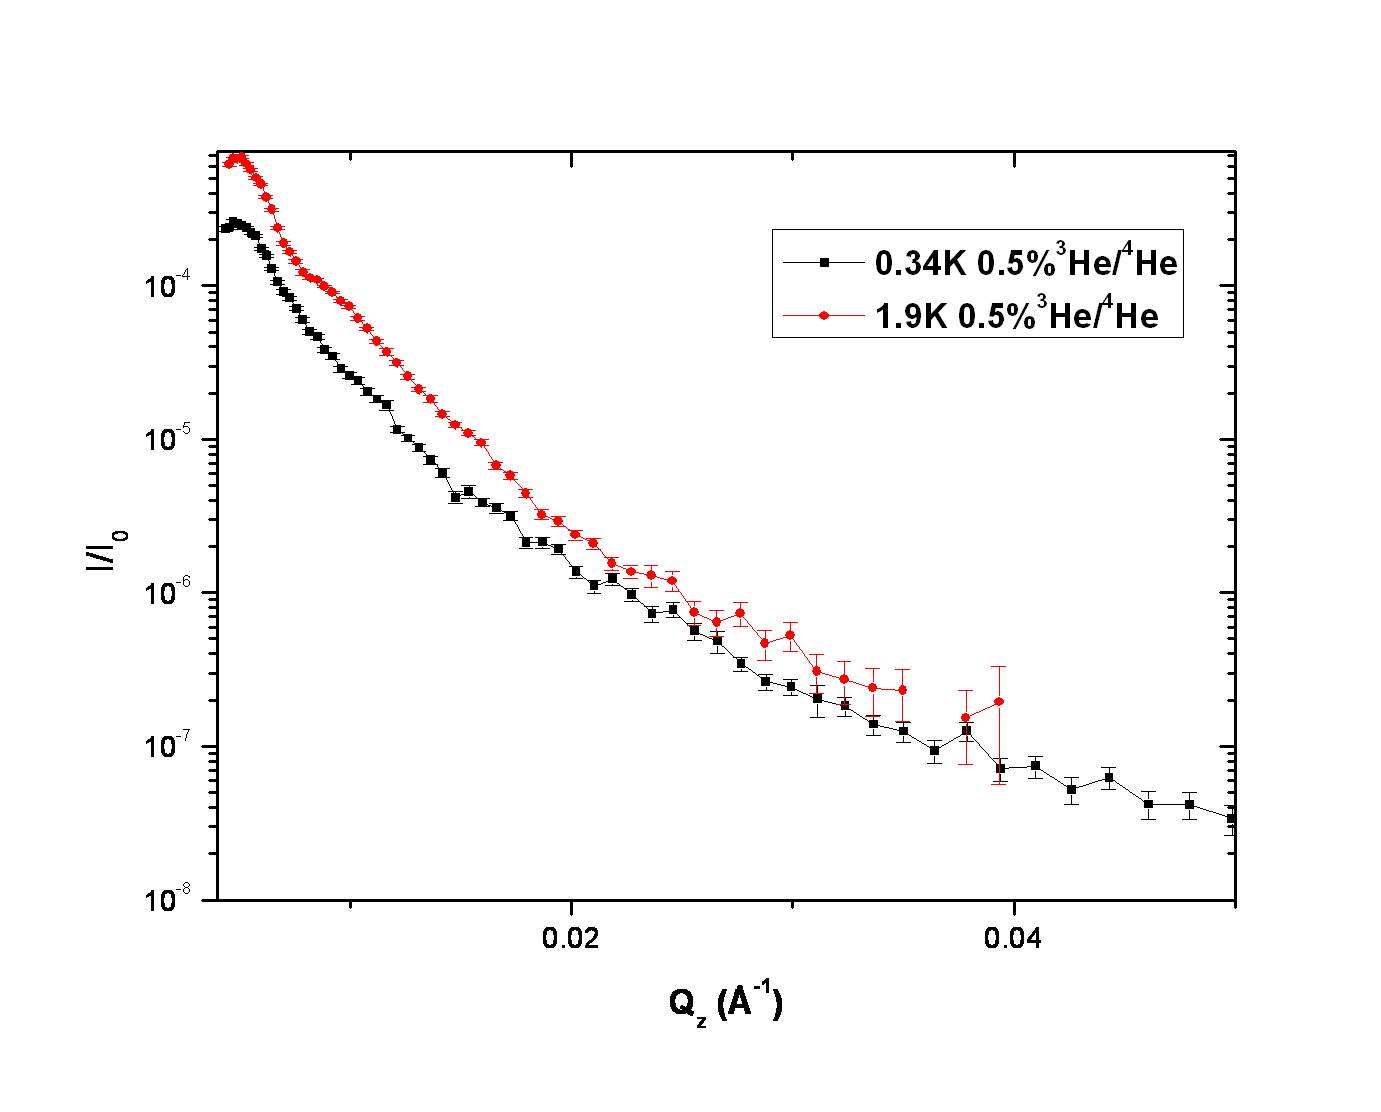 0.34K 0.5%³He/⁴He
1.9K 0.5%³He/⁴He
10⁻⁴
10⁻⁵
10⁻⁶
10⁻⁷
10⁻⁸
I/I₀
0.02 0.04
Q_z (Å⁻¹)